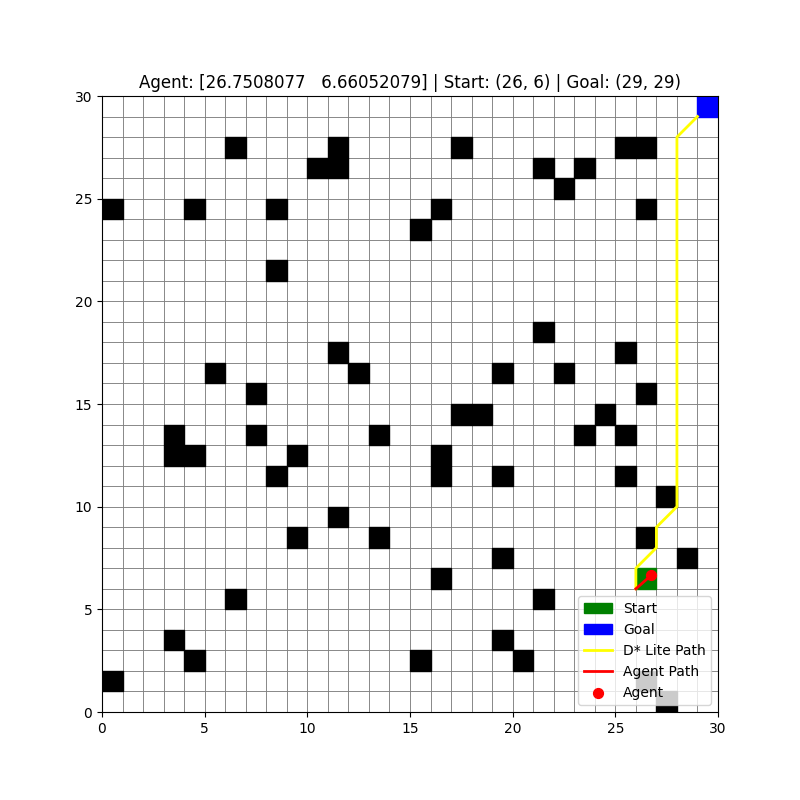 Agent: [26.7508077   6.66052079] | Start: (26, 6) | Goal: (29, 29)
30
25
20
15
10
5
0
Start
Goal
D* Lite Path
Agent Path
Agent
0 5 10 15 20 25 30